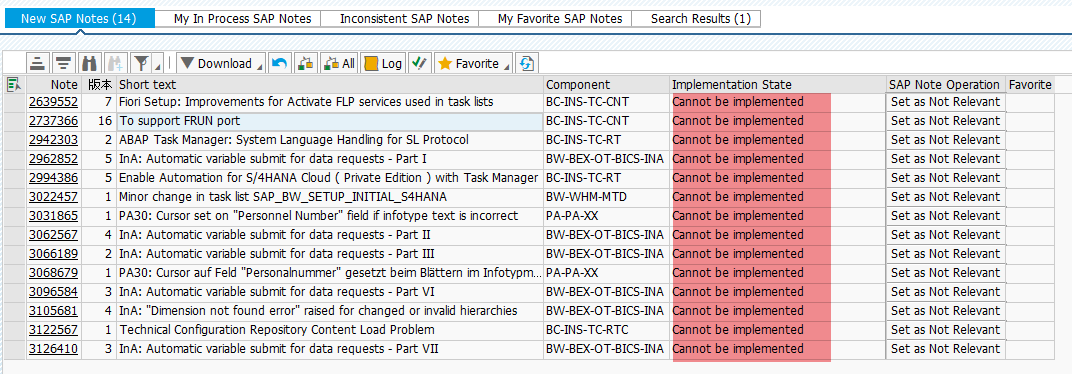 New SAP Notes (14) My In Process SAP Notes Inconsistent SAP Notes My Favorite SAP Notes Search Results (1)
Download All Log Favorite
Note 版本 Short text Component Implementation State SAP Note Operation Favorite
2639552 7 Fiori Setup: Improvements for Activate FLP services used in task lists BC-INS-TC-CNT Cannot be implemented Set as Not Relevant
2737366 16 To support FRUN port BC-INS-TC-CNT Cannot be implemented Set as Not Relevant
2942303 2 ABAP Task Manager: System Language Handling for SL Protocol BC-INS-TC-RT Cannot be implemented Set as Not Relevant
2962852 5 InA: Automatic variable submit for data requests - Part I BW-BEX-OT-BICS-INA Cannot be implemented Set as Not Relevant
2994386 5 Enable Automation for S/4HANA Cloud ( Private Edition ) with Task Manager BC-INS-TC-RT Cannot be implemented Set as Not Relevant
3022457 1 Minor change in task list SAP_BW_SETUP_INITIAL_S4HANA BW-WHM-MTD Cannot be implemented Set as Not Relevant
3031865 1 PA30: Cursor set on "Personnel Number" field if infotype text is incorrect PA-PA-XX Cannot be implemented Set as Not Relevant
3062567 4 InA: Automatic variable submit for data requests - Part II BW-BEX-OT-BICS-INA Cannot be implemented Set as Not Relevant
3066189 2 InA: Automatic variable submit for data requests - Part III BW-BEX-OT-BICS-INA Cannot be implemented Set as Not Relevant
3068679 1 PA30: Cursor auf Feld "Personalnummer" gesetzt beim Blättern im Infotypm... PA-PA-XX Cannot be implemented Set as Not Relevant
3096584 3 InA: Automatic variable submit for data requests - Part VI BW-BEX-OT-BICS-INA Cannot be implemented Set as Not Relevant
3105681 4 InA: "Dimension not found error" raised for changed or invalid hierarchies BW-BEX-OT-BICS-INA Cannot be implemented Set as Not Relevant
3122567 1 Technical Configuration Repository Content Load Problem BC-INS-TC-RTC Cannot be implemented Set as Not Relevant
3126410 3 InA: Automatic variable submit for data requests - Part VII BW-BEX-OT-BICS-INA Cannot be implemented Set as Not Relevant